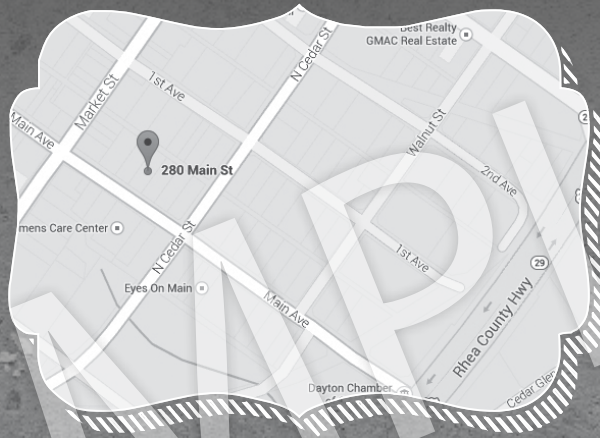 Best Realty
GMAC Real Estate
N Cedar St
1st Ave
Market St
Main Ave
Walnut St
280 Main St
2nd Ave
mens Care Center
N Cedar St
1st Ave
29
Eyes On Main
Main Ave
Rhea County Hwy
Dayton Chamber
Cedar Glen